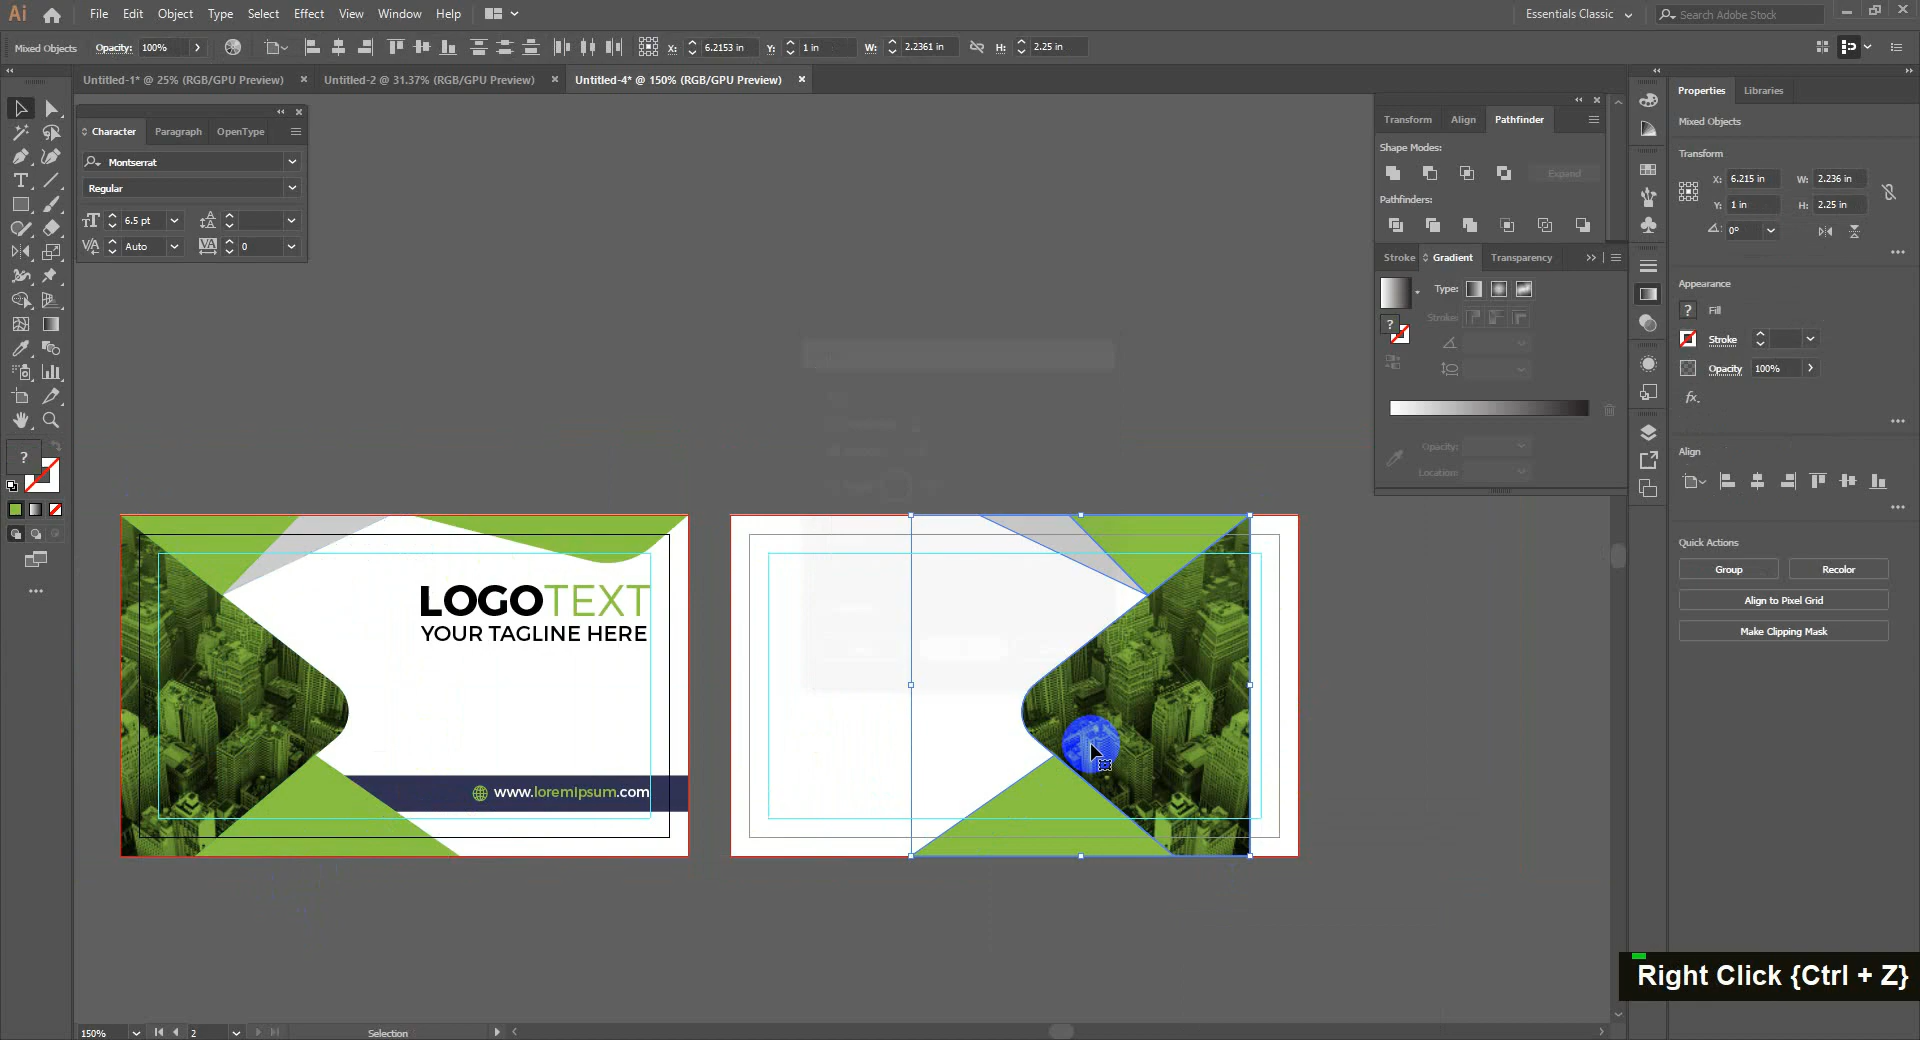 Ai File Edit Object Type Select Effect View Window Help Essentials Classic Search Adobe Stock
Mixed Objects Opacity: 100% X: 6.2153 in Y: 1 in W: 2.2361 in H: 2.25 in
Untitled-1* @ 25% (RGB/GPU Preview) × Untitled-2 @ 31.37% (RGB/GPU Preview) × Untitled-4* @ 150% (RGB/GPU Preview) ×
Character Paragraph OpenType
Montserrat
Regular
6.5 pt
Auto 0
Transform Align Pathfinder
Shape Modes:
Expand
Pathfinders:
Stroke Gradient Transparency
Type:
Stroke:
Opacity:
Location:
Properties Libraries
Mixed Objects
Transform
X: 6.215 in W: 2.236 in
Y: 1 in H: 2.25 in
0°
Appearance
? Fill
Stroke
Opacity 100%
fx.
Align
Quick Actions
Group Recolor
Align to Pixel Grid
Make Clipping Mask
LOGOTEXT
YOUR TAGLINE HERE
www.loremIpsum.com
Right Click {Ctrl + Z}
150% 2 Selection